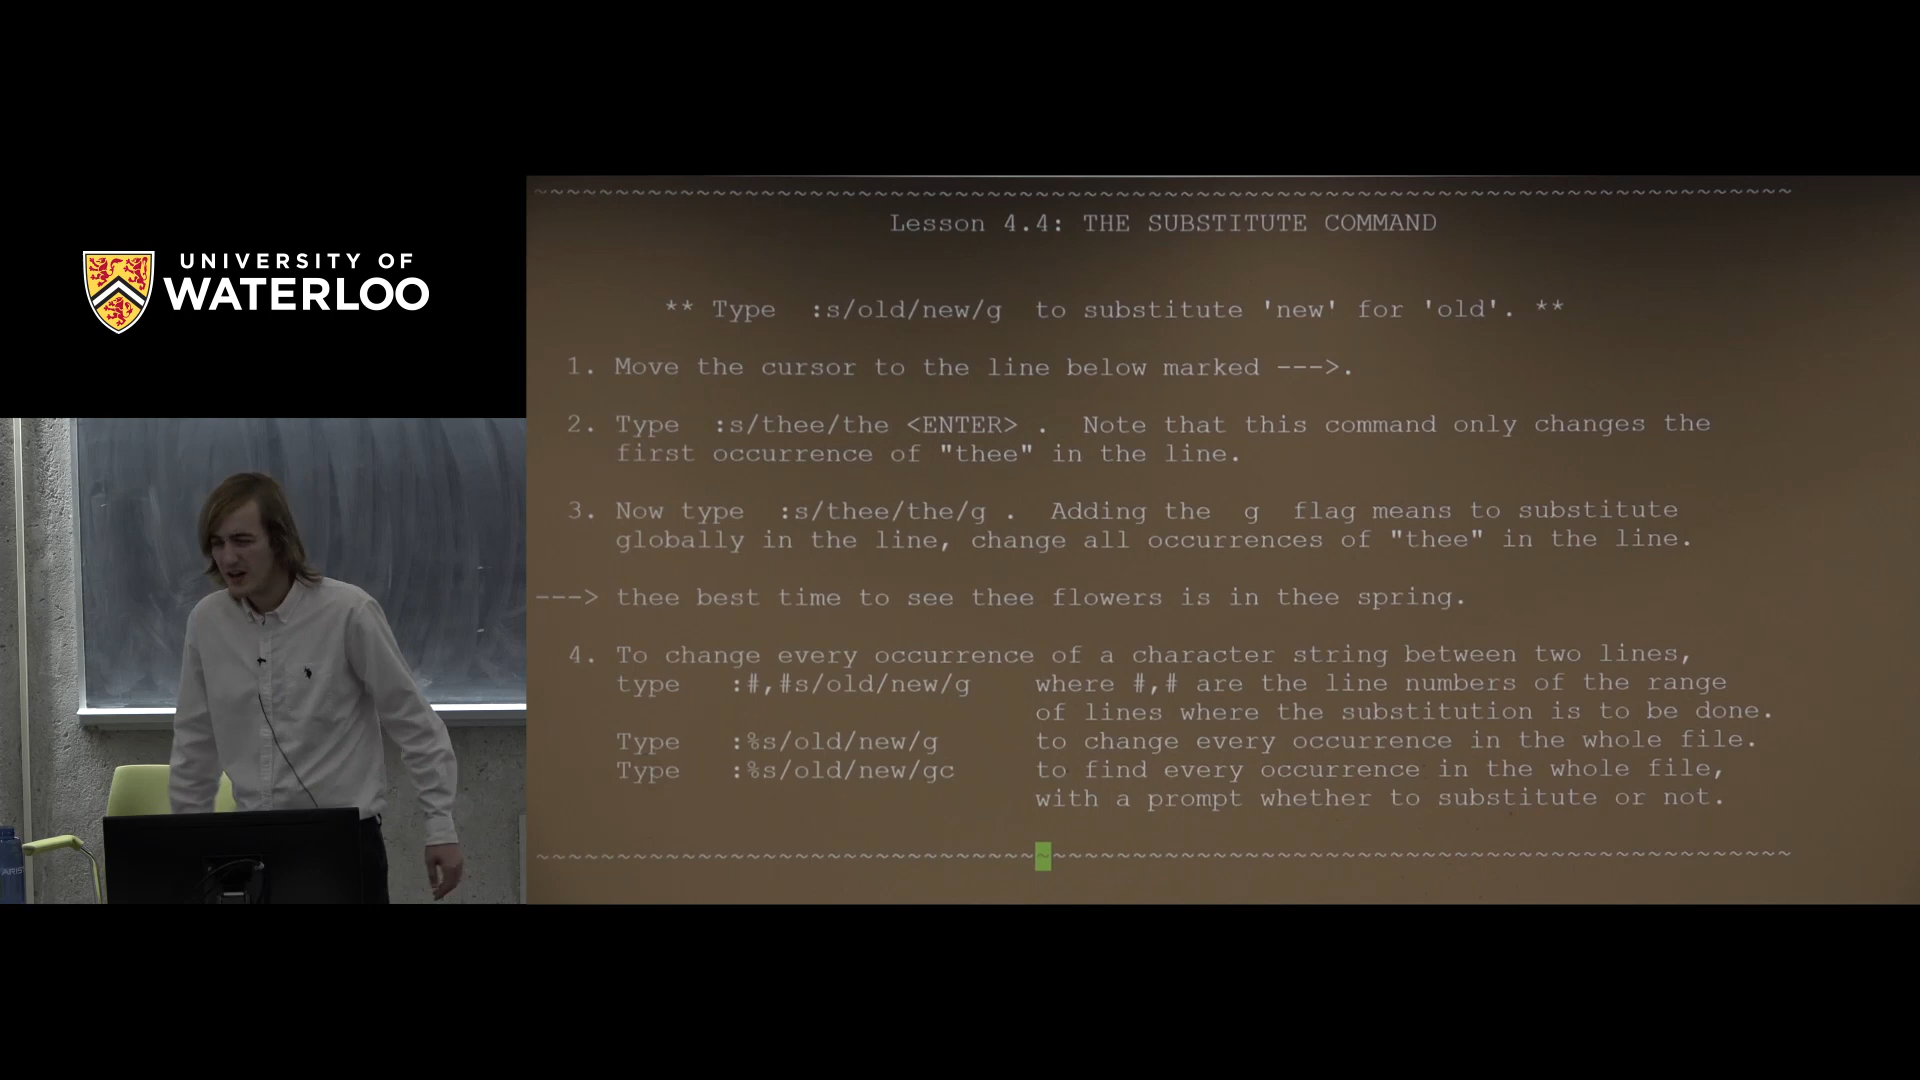 UNIVERSITY OF
WATERLOO
~~~~~~~~~~~~~~~~~~~~~~~~~~~~~~~~~~~~~~~~~~~~~~~~~~~~~~~~~~~~~~~~~~~~~~~~~~~~~~
Lesson 4.4: THE SUBSTITUTE COMMAND
** Type :s/old/new/g to substitute 'new' for 'old'. **
1. Move the cursor to the line below marked --->.
2. Type :s/thee/the <ENTER> . Note that this command only changes the
first occurrence of "thee" in the line.
3. Now type :s/thee/the/g . Adding the g flag means to substitute
globally in the line, change all occurrences of "thee" in the line.
---> thee best time to see thee flowers is in thee spring.
4. To change every occurrence of a character string between two lines,
type :#,#s/old/new/g where #,# are the line numbers of the range
of lines where the substitution is to be done.
Type :%s/old/new/g to change every occurrence in the whole file.
Type :%s/old/new/gc to find every occurrence in the whole file,
with a prompt whether to substitute or not.
~~~~~~~~~~~~~~~~~~~~~~~~~~~~~~~~~~~~~~~~~~~~~~~~~~~~~~~~~~~~~~~~~~~~~~~~~~~~~~